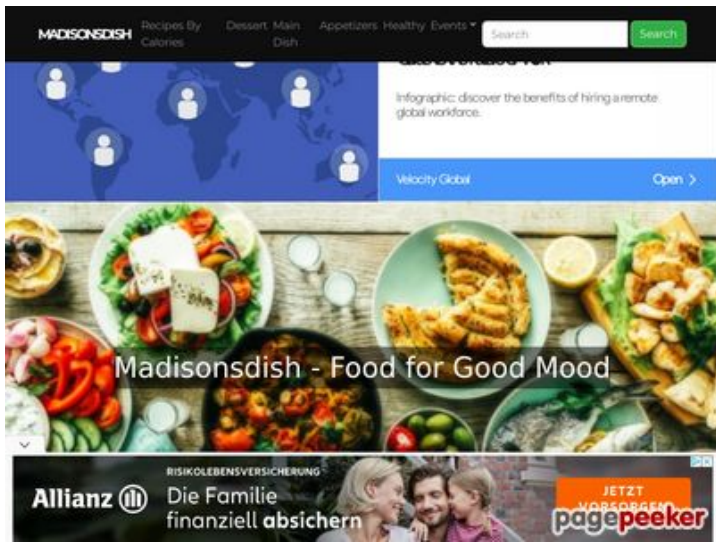 MADISONSDISH
Recipes By
Calories
Dessert
Main
Dish
Appetizers
Healthy
Events
Search
Search
Infographic: discover the benefits of hiring a remote
global workforce.
Velocity Global
Open
Madisonsdish - Food for Good Mood
Allianz
RISIKOLEBENSVERSICHERUNG
Die Familie
finanziell absichern
JETZT
VORSORGEN
pagepeeker